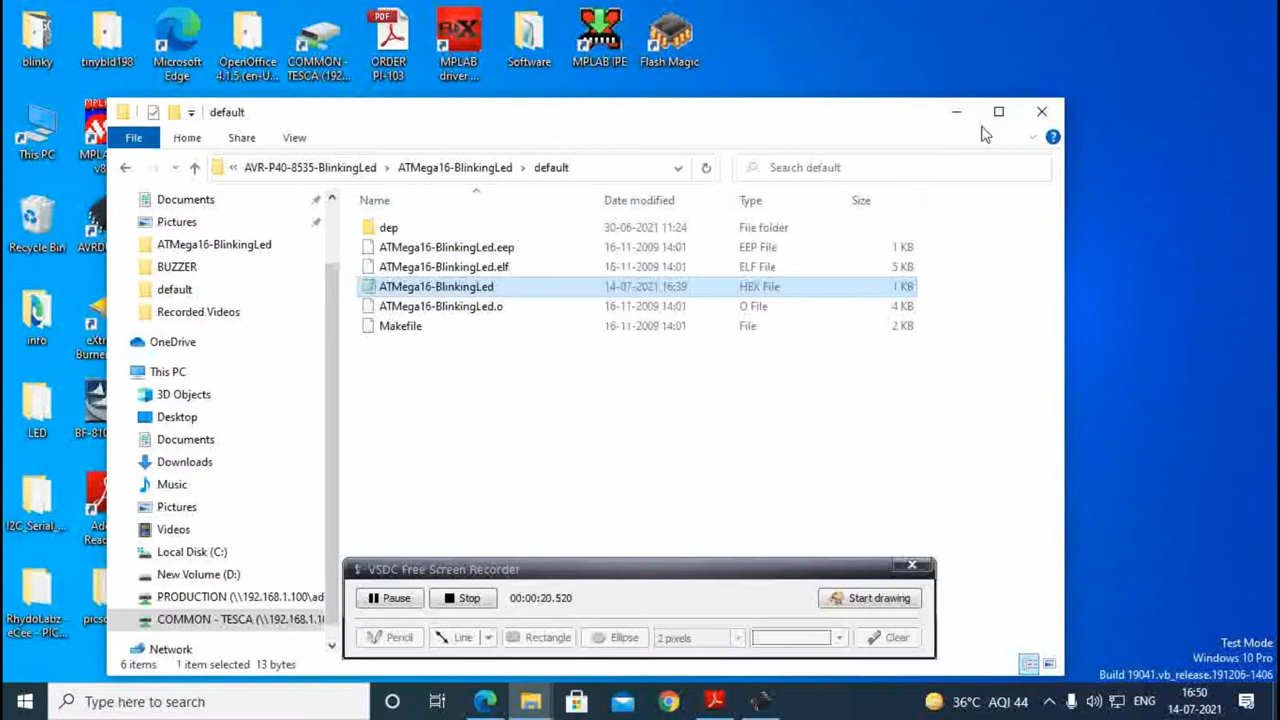 blinky
tinybld198
Microsoft
Edge
OpenOffice
4.1.5 (en-U...
COMMON -
TESCA (192...
PDF
ORDER
PI-103
MPLAB
driver ...
Software
MPLAB IPE
Flash Magic
This PC
Recycle Bin
info
LED
I2C_Serial_...
RhydoLabz
-eCee - PIC...
default
File
Home
Share
View
« AVR-P40-8535-BlinkingLed › ATMega16-BlinkingLed › default
Search default
Documents
Pictures
ATMega16-BlinkingLed
BUZZER
default
Recorded Videos
OneDrive
This PC
3D Objects
Desktop
Documents
Downloads
Music
Pictures
Videos
Local Disk (C:)
New Volume (D:)
PRODUCTION (\\192.168.1.100\ad
COMMON - TESCA (\\192.168.1.10
Network
Name Date modified Type Size
dep 30-06-2021 11:24 File folder
ATMega16-BlinkingLed.eep 16-11-2009 14:01 EEP File 1 KB
ATMega16-BlinkingLed.elf 16-11-2009 14:01 ELF File 5 KB
ATMega16-BlinkingLed 14-07-2021 16:39 HEX File 1 KB
ATMega16-BlinkingLed.o 16-11-2009 14:01 O File 4 KB
Makefile 16-11-2009 14:01 File 2 KB
6 items 1 item selected 13 bytes
VSDC Free Screen Recorder
Pause
Stop
00:00:20.520
Start drawing
Pencil
Line
Rectangle
Ellipse
2 pixels
Clear
Test Mode
Windows 10 Pro
Build 19041.vb_release.191206-1406
Type here to search
36°C AQI 44
ENG
16:50
14-07-2021